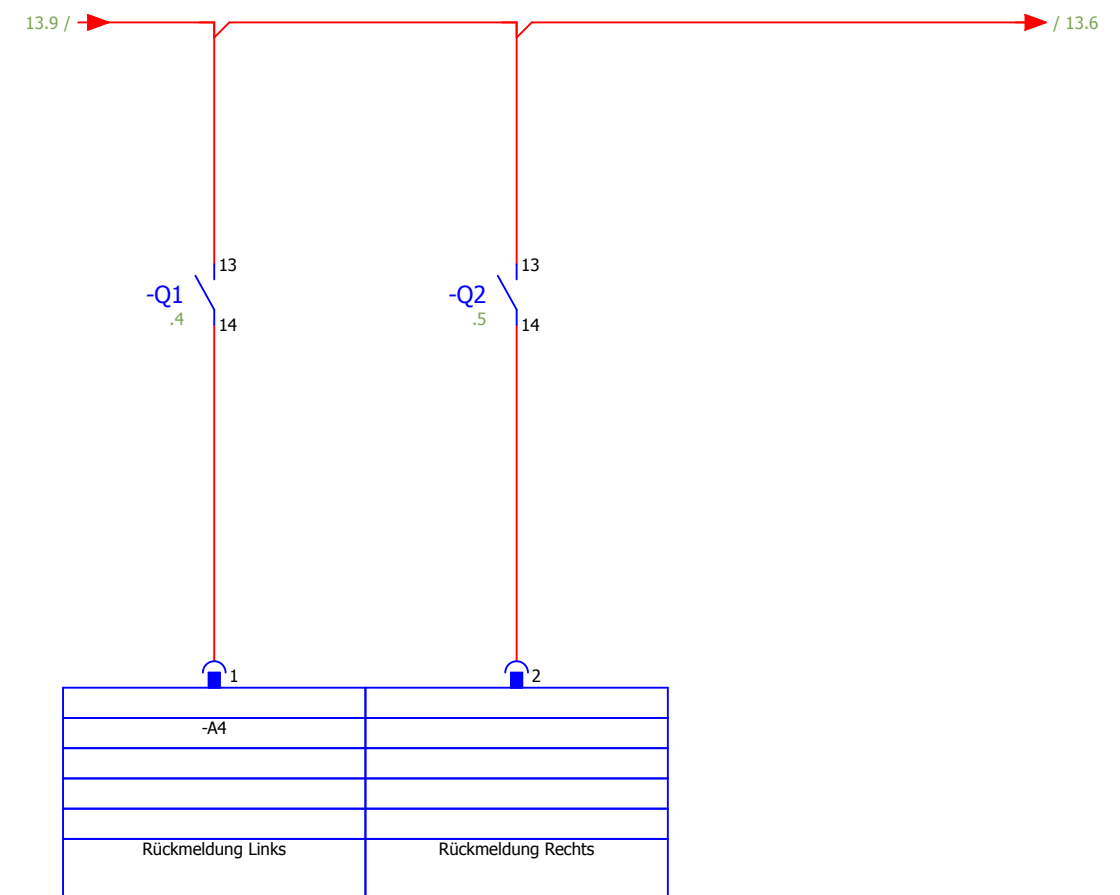 13.9 /
/ 13.6
13
-Q1
.4
14
13
-Q2
.5
14
1
2
-A4
Rückmeldung Links
Rückmeldung Rechts